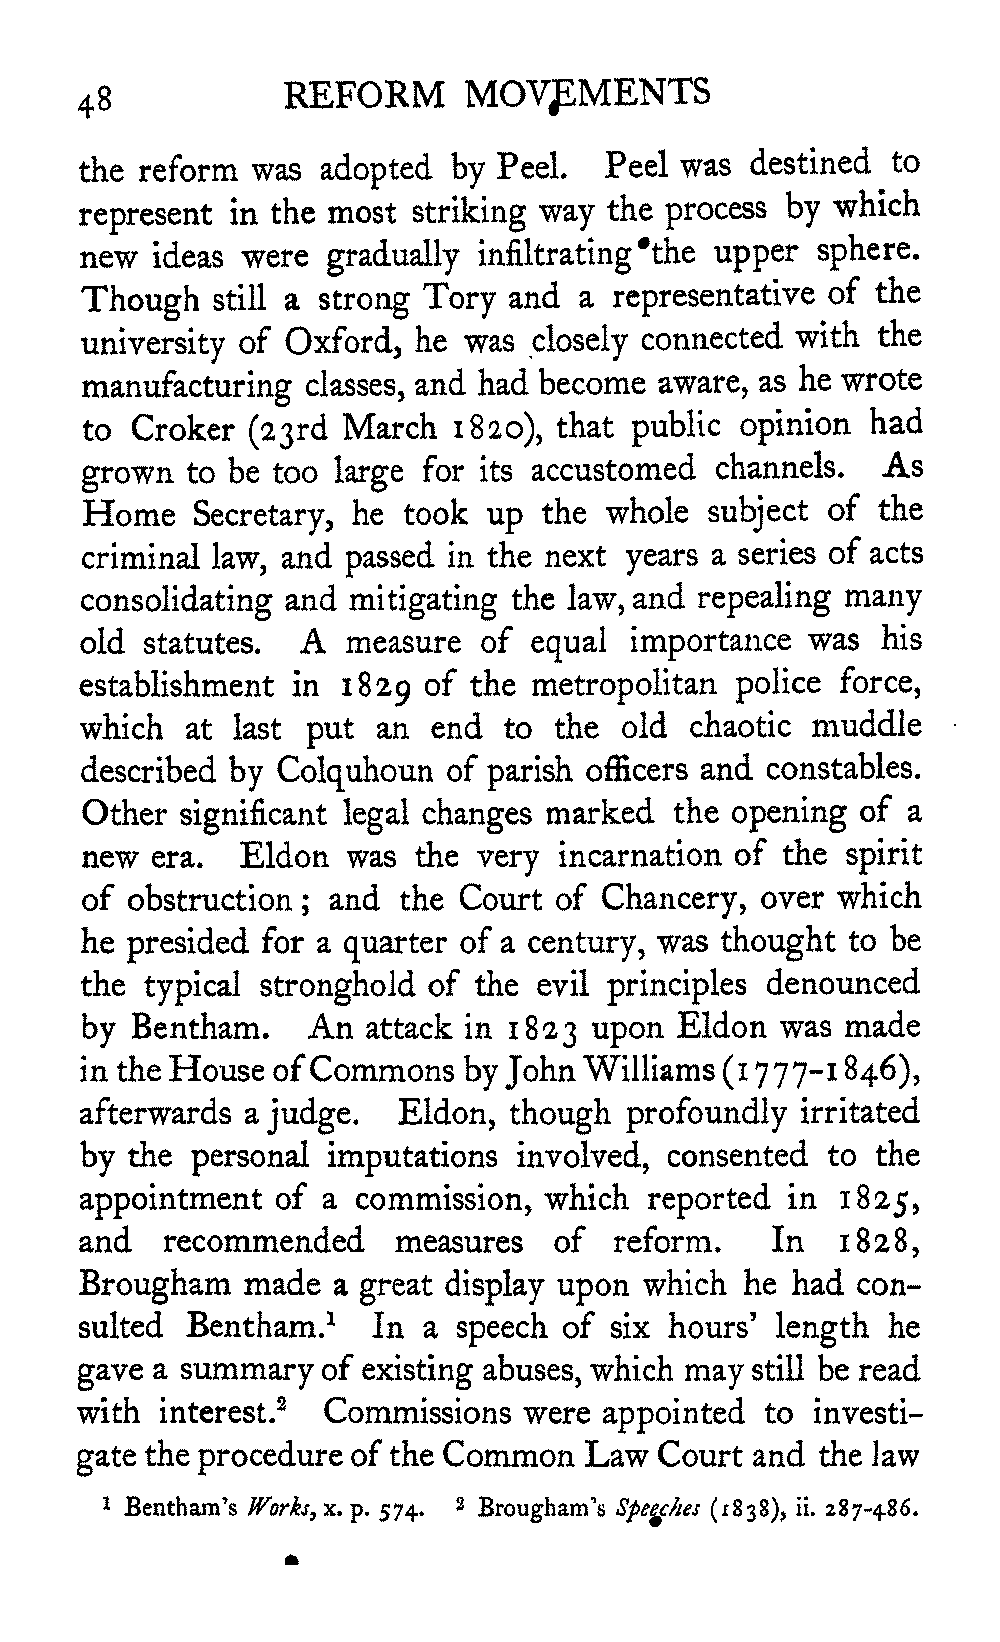 48 REFORM MOVEMENTS
the reform was adopted by Peel. Peel was destined to
represent in the most striking way the process by which
new ideas were gradually infiltrating the upper sphere.
Though still a strong Tory and a representative of the
university of Oxford, he was closely connected with the
manufacturing classes, and had become aware, as he wrote
to Croker (23rd March 1820), that public opinion had
grown to be too large for its accustomed channels. As
Home Secretary, he took up the whole subject of the
criminal law, and passed in the next years a series of acts
consolidating and mitigating the law, and repealing many
old statutes. A measure of equal importance was his
establishment in 1829 of the metropolitan police force,
which at last put an end to the old chaotic muddle
described by Colquhoun of parish officers and constables.
Other significant legal changes marked the opening of a
new era. Eldon was the very incarnation of the spirit
of obstruction; and the Court of Chancery, over which
he presided for a quarter of a century, was thought to be
the typical stronghold of the evil principles denounced
by Bentham. An attack in 1823 upon Eldon was made
in the House of Commons by John Williams (1777-1846),
afterwards a judge. Eldon, though profoundly irritated
by the personal imputations involved, consented to the
appointment of a commission, which reported in 1825,
and recommended measures of reform. In 1828,
Brougham made a great display upon which he had con-
sulted Bentham.¹ In a speech of six hours' length he
gave a summary of existing abuses, which may still be read
with interest.² Commissions were appointed to investi-
gate the procedure of the Common Law Court and the law
¹ Bentham's Works, x. p. 574. ² Brougham's Speeches (1838), ii. 287-486.